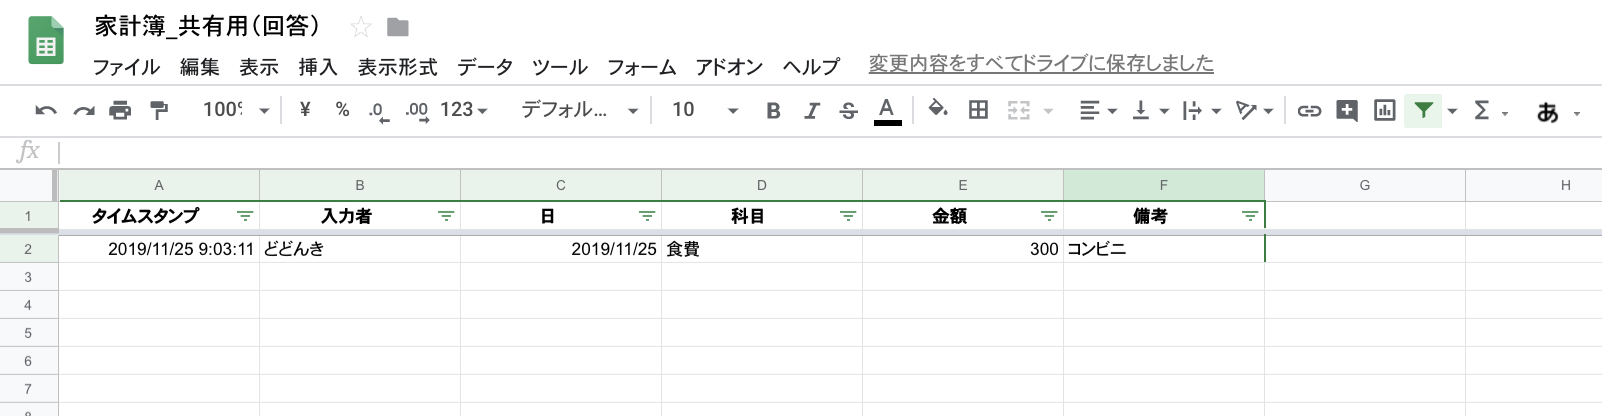 家計簿_共有用（回答）
ファイル 編集 表示 挿入 表示形式 データ ツール フォーム アドオン ヘルプ 変更内容をすべてドライブに保存しました
¥ % .0 .00 123 デフォル... 10 B I S A Σ あ
fx
A B C D E F G H
1 タイムスタンプ 入力者 日 科目 金額 備考
2 2019/11/25 9:03:11 どどんき 2019/11/25 食費 300 コンビニ
3
4
5
6
7